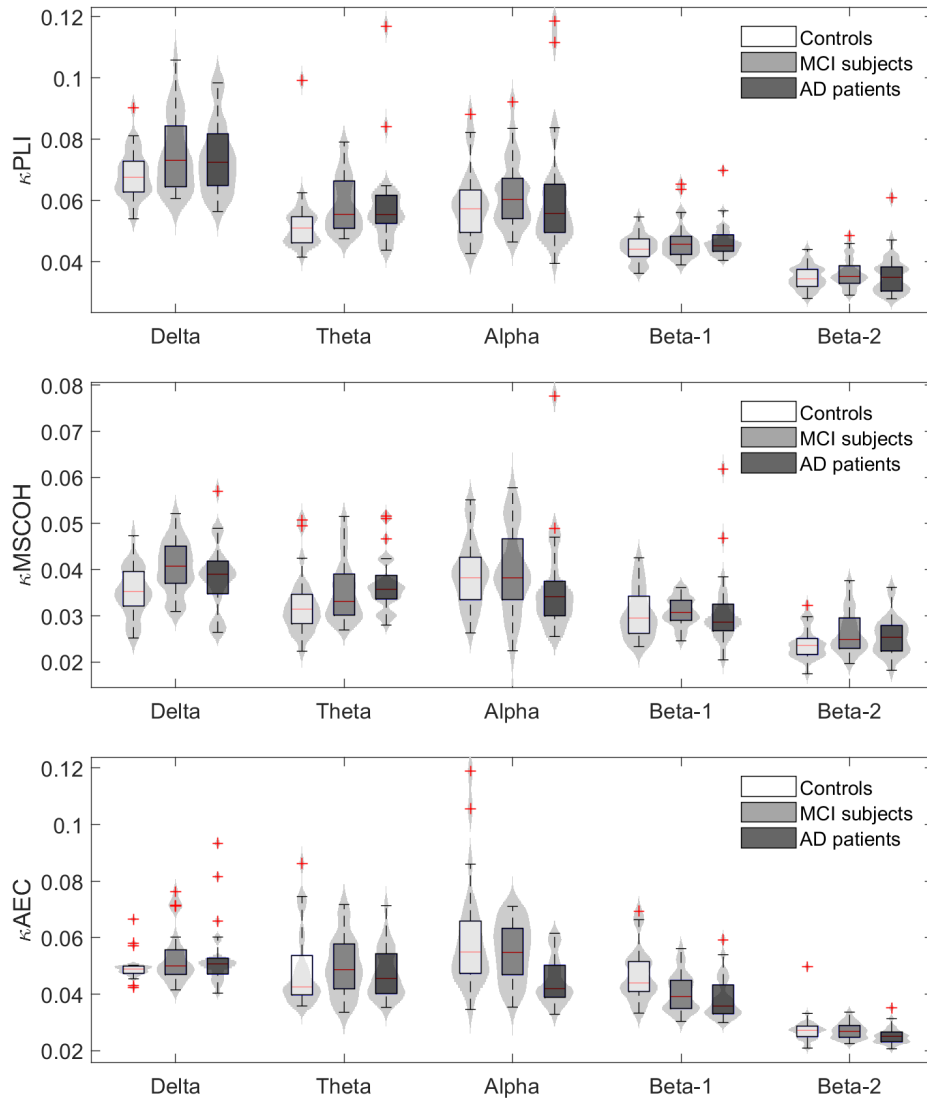 κPLI
0.12
0.1
0.08
0.06
0.04
Controls
MCI subjects
AD patients
Delta Theta Alpha Beta-1 Beta-2
κMSCOH
0.08
0.07
0.06
0.05
0.04
0.03
0.02
Controls
MCI subjects
AD patients
Delta Theta Alpha Beta-1 Beta-2
κAEC
0.12
0.1
0.08
0.06
0.04
0.02
Controls
MCI subjects
AD patients
Delta Theta Alpha Beta-1 Beta-2